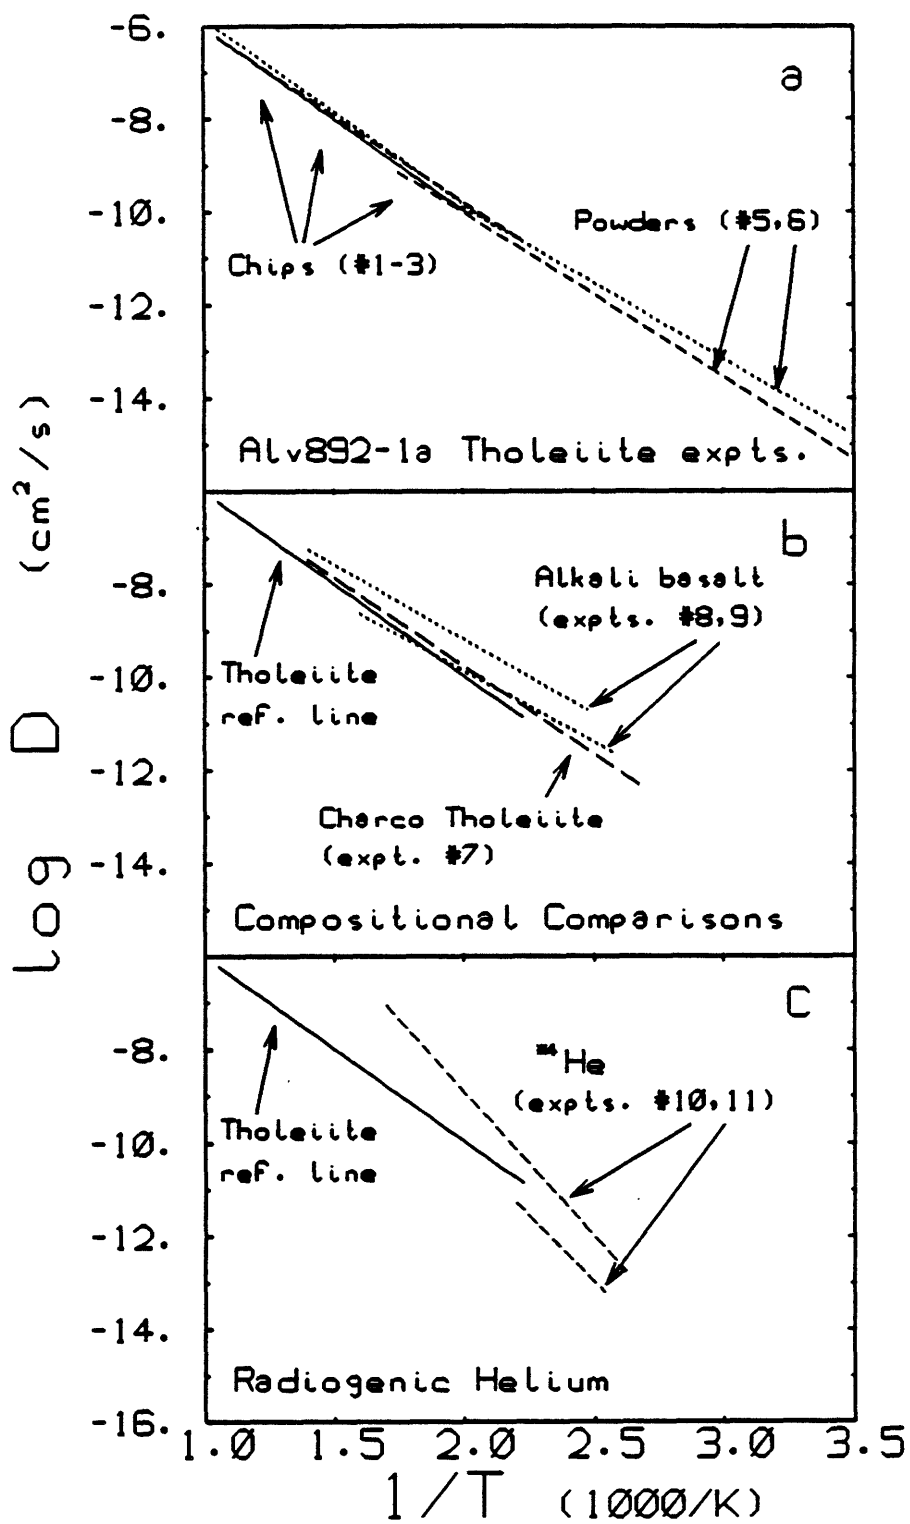 -6.
-8.
-10.
-12.
-14.
a
Chips (#1-3)
Powders (#5,6)
Alv892-1a Tholeiite expts.
log D (cm²/s)
-8.
-10.
-12.
-14.
b
Alkali basalt
(expts. #8,9)
Tholeiite
ref. line
Charco Tholeiite
(expt. #7)
Compositional Comparisons
-8.
-10.
-12.
-14.
-16.
c
*⁴He
(expts. #10,11)
Tholeiite
ref. line
Radiogenic Helium
1.0 1.5 2.0 2.5 3.0 3.5
1/T (1000/K)